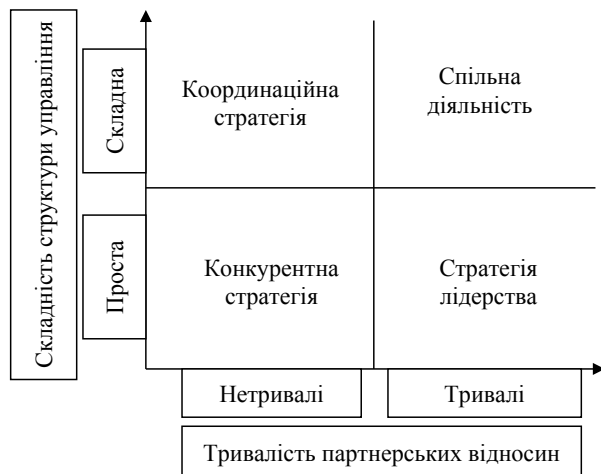 Складність структури управління
Складна
Координаційна
стратегія
Спільна
діяльність
Проста
Конкурентна
стратегія
Стратегія
лідерства
Нетривалі
Тривалі
Тривалість партнерських відносин